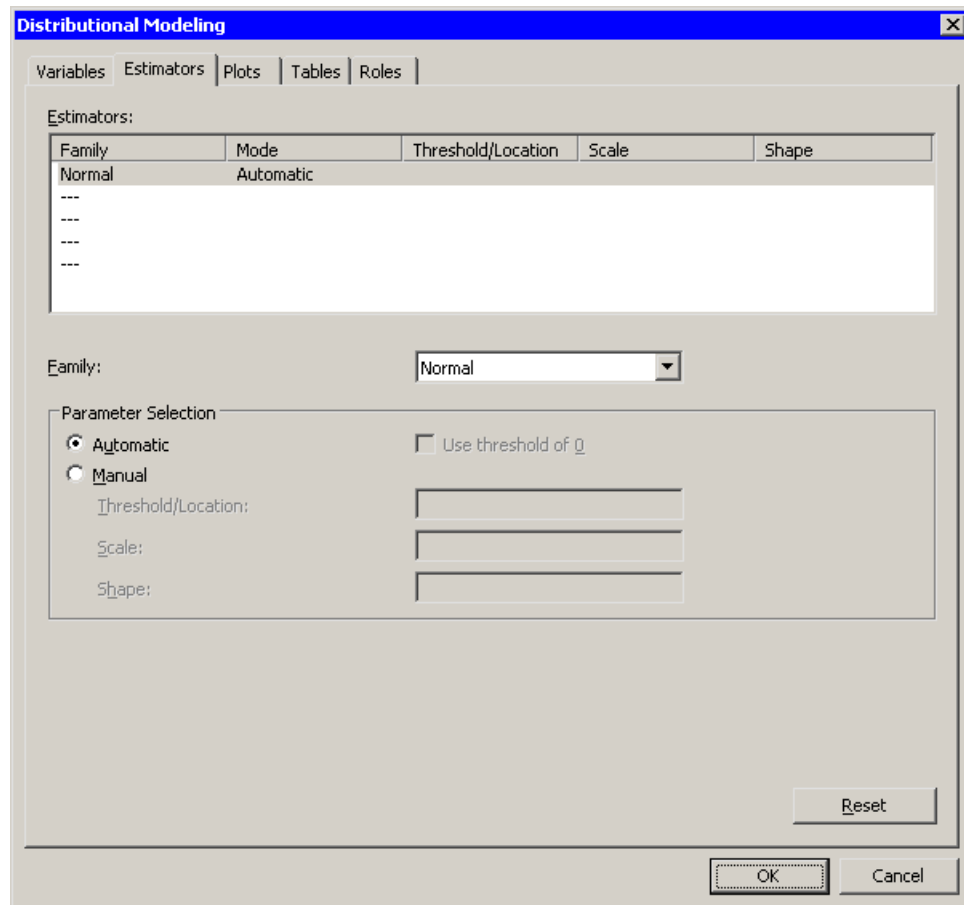 Distributional Modeling
Variables Estimators Plots Tables Roles
Estimators:
Family Mode Threshold/Location Scale Shape
Normal Automatic
---
---
---
---
Family: Normal
Parameter Selection
Automatic Use threshold of 0
Manual
Threshold/Location:
Scale:
Shape:
Reset
OK Cancel